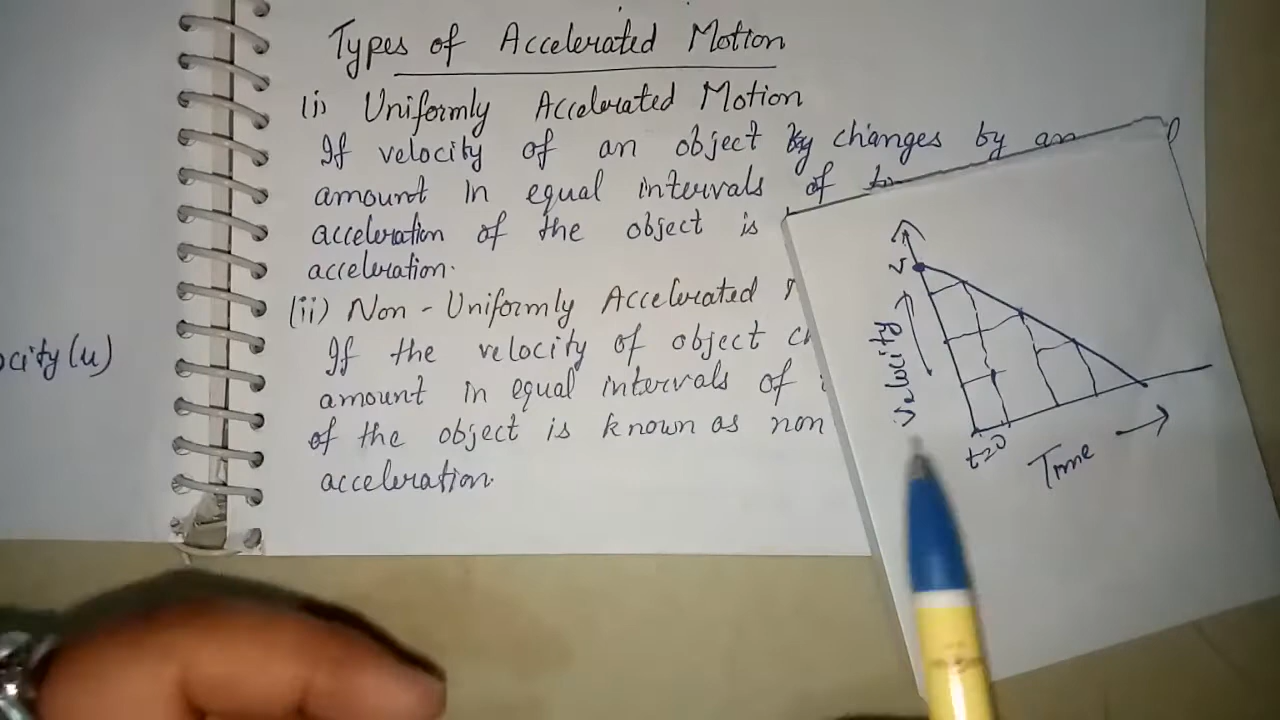 Types of Accelerated Motion
(i) Uniformly Accelerated Motion
If velocity of an object changes by an
amount in equal intervals of
acceleration of the object is
acceleration.
(ii) Non-Uniformly Accelerated
If the velocity of object
amount in equal intervals of
of the object is known as non
acceleration.
ocity(u)
Velocity
t=0
Time